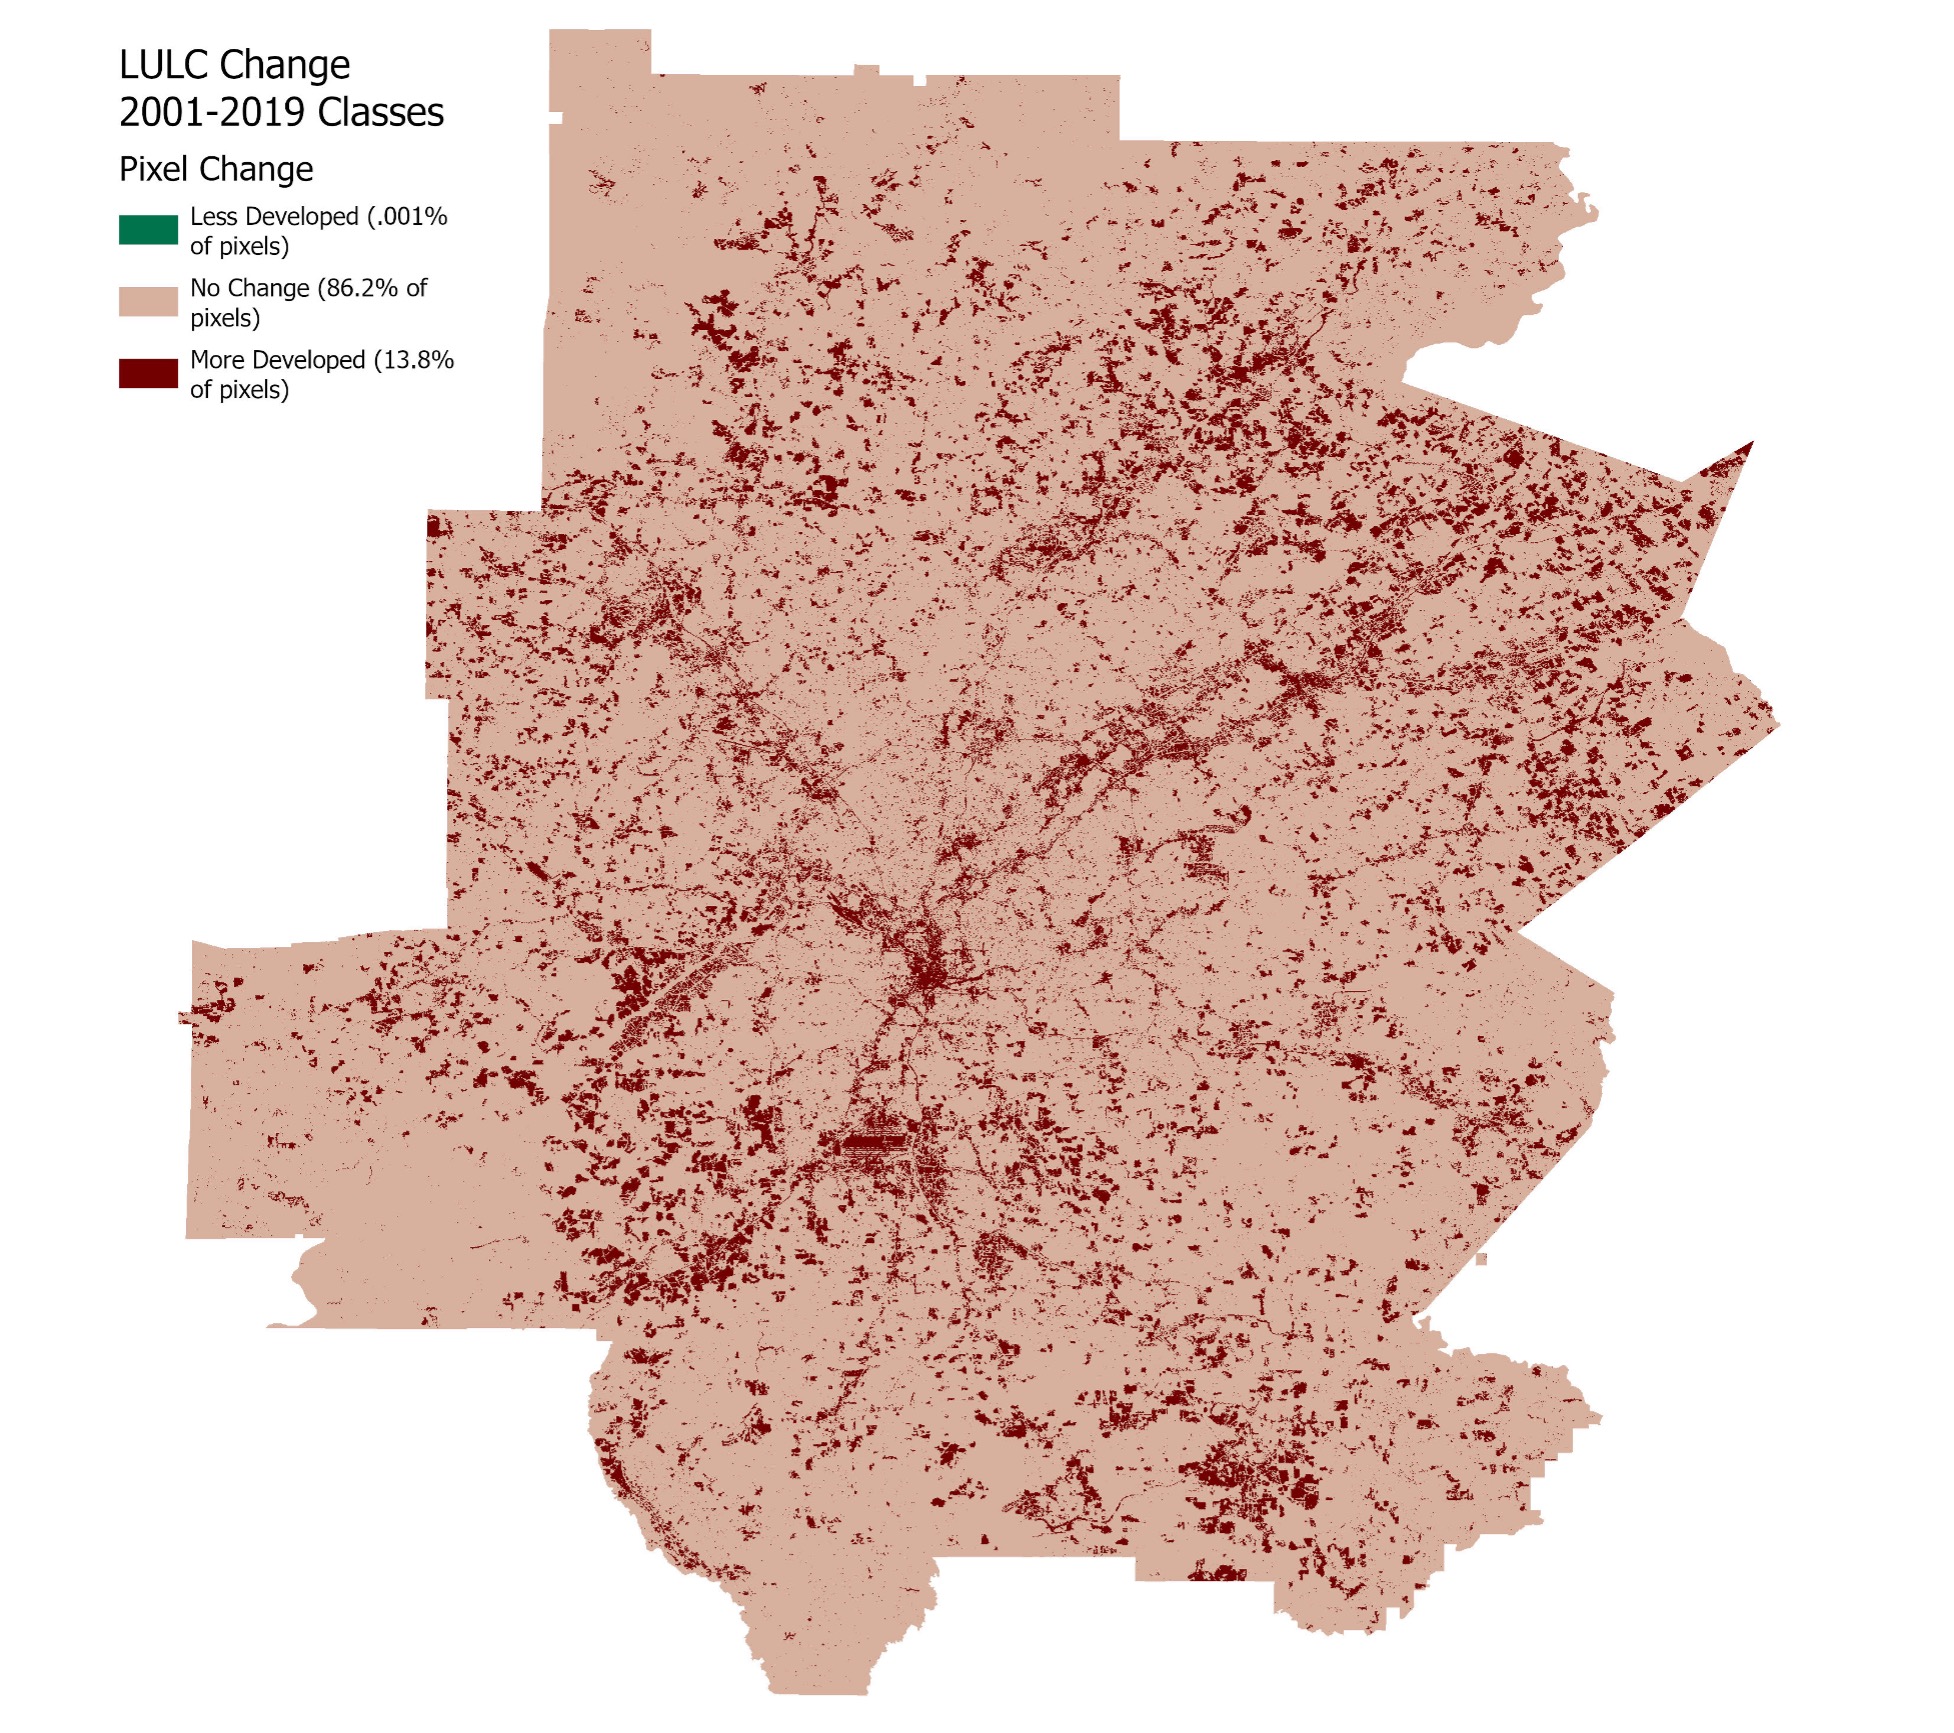 LULC Change
2001-2019 Classes
Pixel Change
Less Developed (.001%
of pixels)
No Change (86.2% of
pixels)
More Developed (13.8%
of pixels)